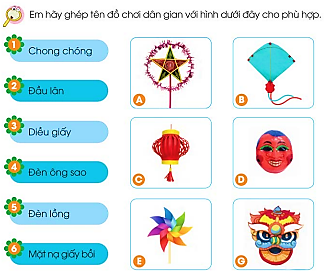 Em hãy ghép tên đồ chơi dân gian với hình dưới đây cho phù hợp.
1 Chong chóng
2 Đầu lân
3 Diều giấy
4 Đèn ông sao
5 Đèn lồng
6 Mặt nạ giấy bồi
A
B
C
D
E
G